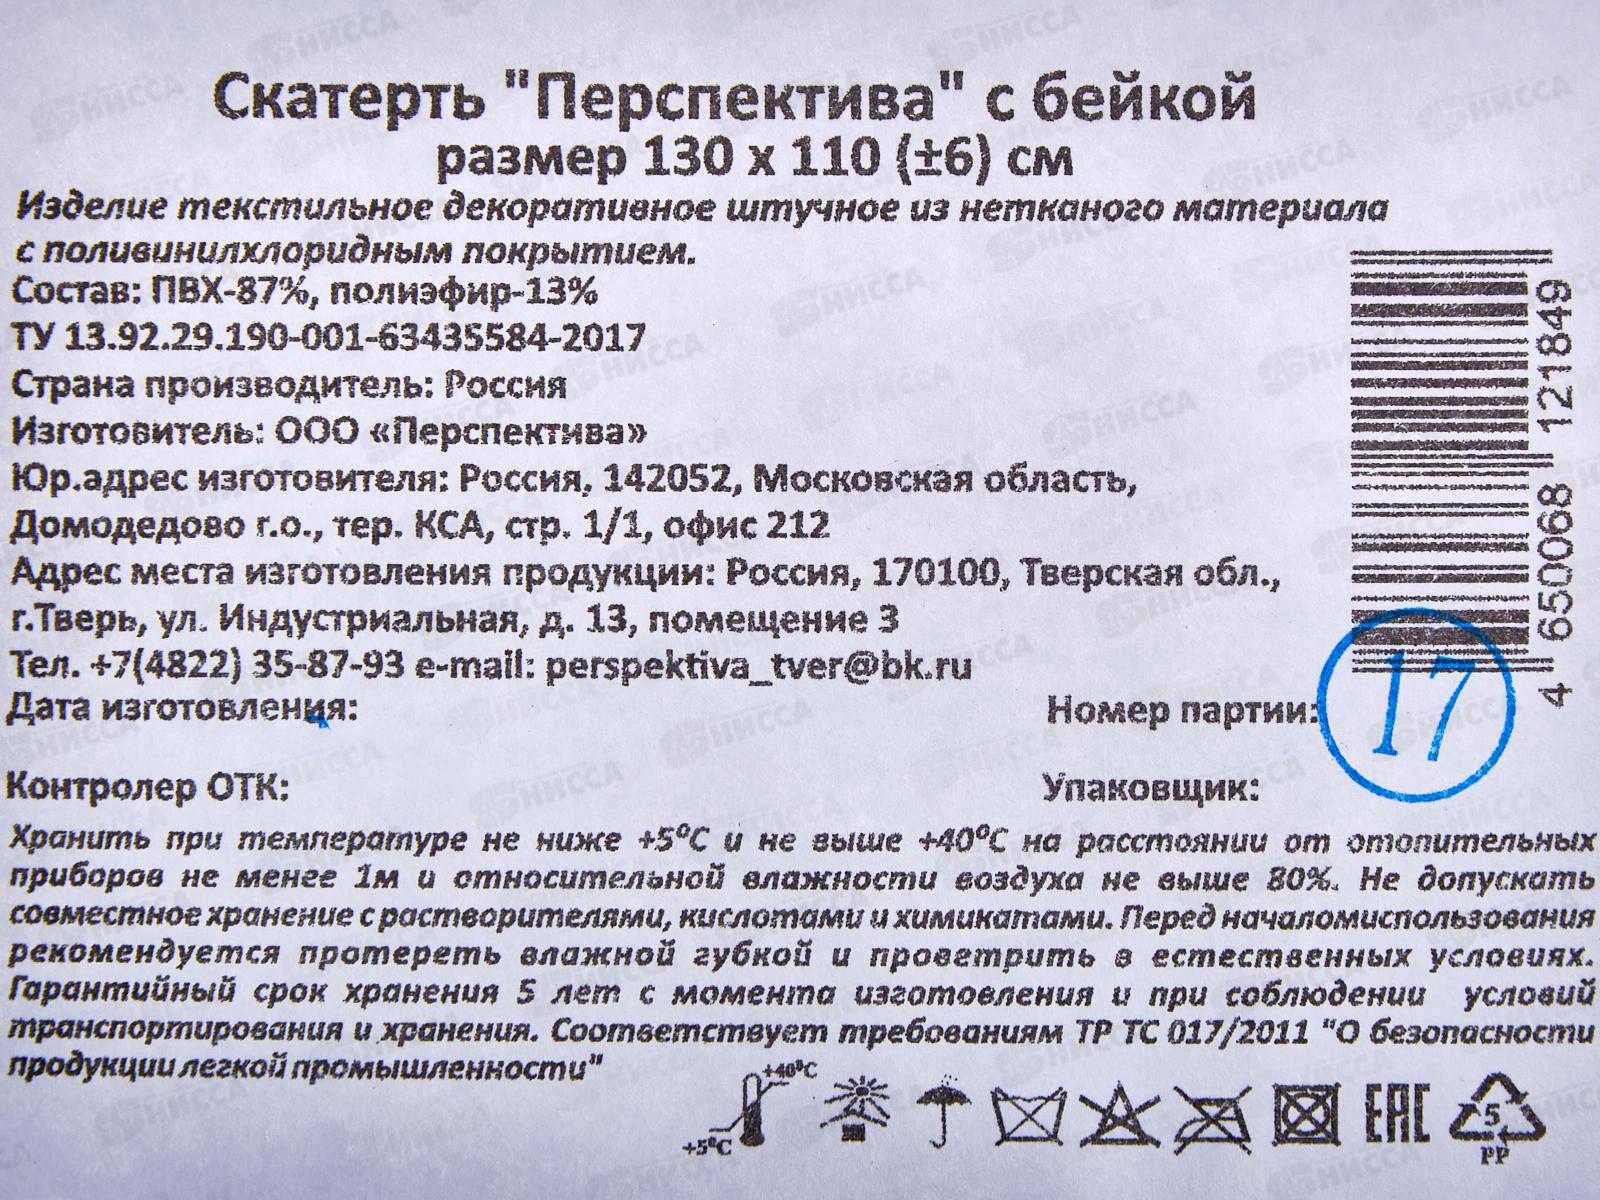 Скатерть "Перспектива" с бейкой
размер 130 х 110 (±6) см
Изделие текстильное декоративное штучное из нетканого материала
с поливинилхлоридным покрытием.
Состав: ПВХ-87%, полиэфир-13%
ТУ 13.92.29.190-001-63435584-2017
Страна производитель: Россия
Изготовитель: ООО «Перспектива»
Юр.адрес изготовителя: Россия, 142052, Московская область,
Домодедово г.о., тер. КСА, стр. 1/1, офис 212
Адрес места изготовления продукции: Россия, 170100, Тверская обл.,
г.Тверь, ул. Индустриальная, д. 13, помещение 3
Тел. +7(4822) 35-87-93 e-mail: perspektiva_tver@bk.ru
Дата изготовления: Номер партии: 17
Контролер ОТК: Упаковщик:
Хранить при температуре не ниже +5⁰С и не выше +40⁰С на расстоянии от отопительных
приборов не менге 1м и относительной влажности воздуха не выше 80%. Не допускать
совместное хранение с растворителями, кислотами и химикатами. Перед началомиспользования
рекомендуется протереть влажной губкой и проветрить в естественных условиях.
Гарантийный срок хранения 5 лет с момента изготовления и при соблюдении условий
транспортирования и хранения. Соответствует требованиям ТР ТС 017/2011 "О безопасности
продукции легкой промышленности"
+40⁰С
+5⁰С
ЕАС
5
PP
4 650068 121849
НИССА